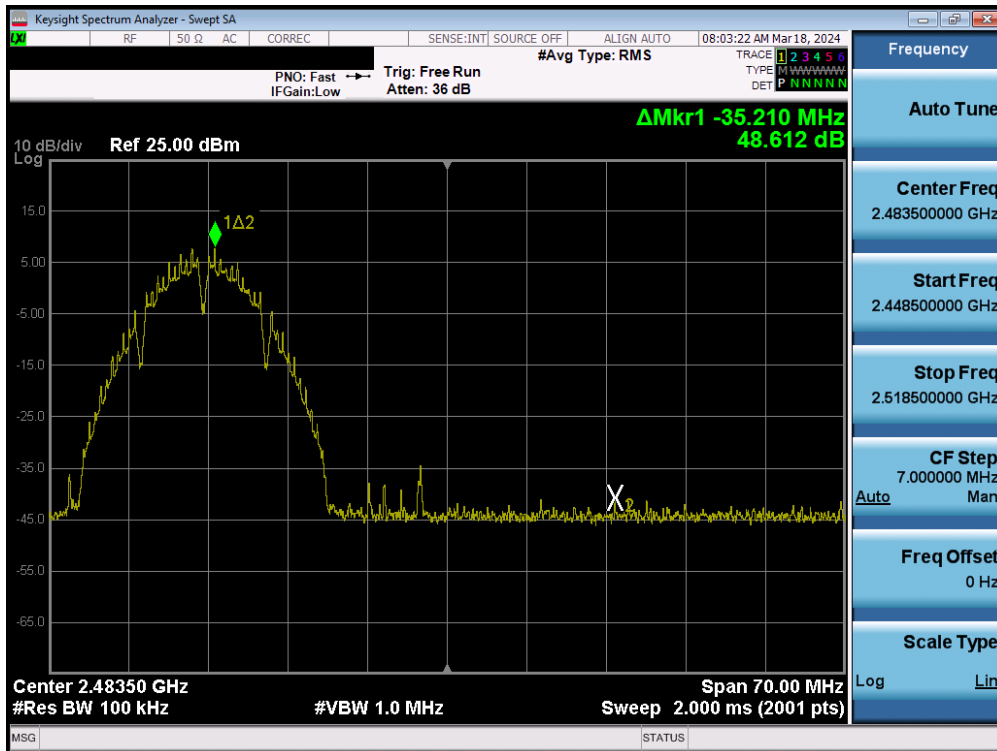 Keysight Spectrum Analyzer - Swept SA
LXI RF 50 Ω AC CORREC SENSE:INT SOURCE OFF ALIGN AUTO 08:03:22 AM Mar 18, 2024
PNO: Fast
IFGain:Low
Trig: Free Run
Atten: 36 dB
#Avg Type: RMS
TRACE 1 2 3 4 5 6
TYPE M W W W W W
DET P N N N N N
ΔMkr1 -35.210 MHz
48.612 dB
10 dB/div
Log
Ref 25.00 dBm
15.0
5.00
-5.00
-15.0
-25.0
-35.0
-45.0
-55.0
-65.0
1Δ2
X2
Center 2.48350 GHz
#Res BW 100 kHz
#VBW 1.0 MHz
Span 70.00 MHz
Sweep 2.000 ms (2001 pts)
MSG
STATUS
Frequency
Auto Tune
Center Freq
2.483500000 GHz
Start Freq
2.448500000 GHz
Stop Freq
2.518500000 GHz
CF Step
7.000000 MHz
Auto Man
Freq Offset
0 Hz
Scale Type
Log Lin